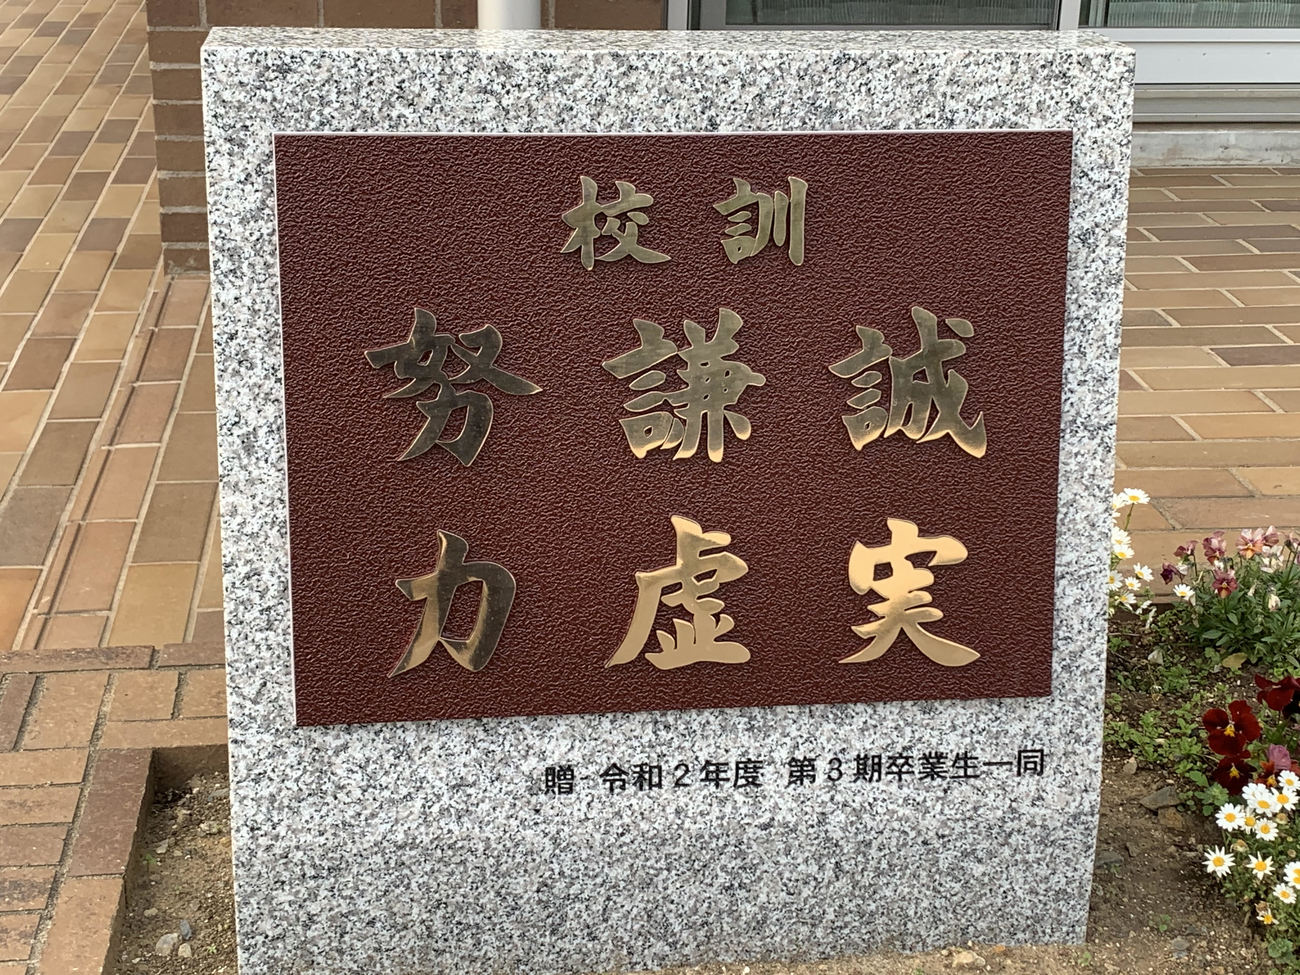 校訓
誠実
謙虚
努力
贈 令和2年度 第3期卒業生一同